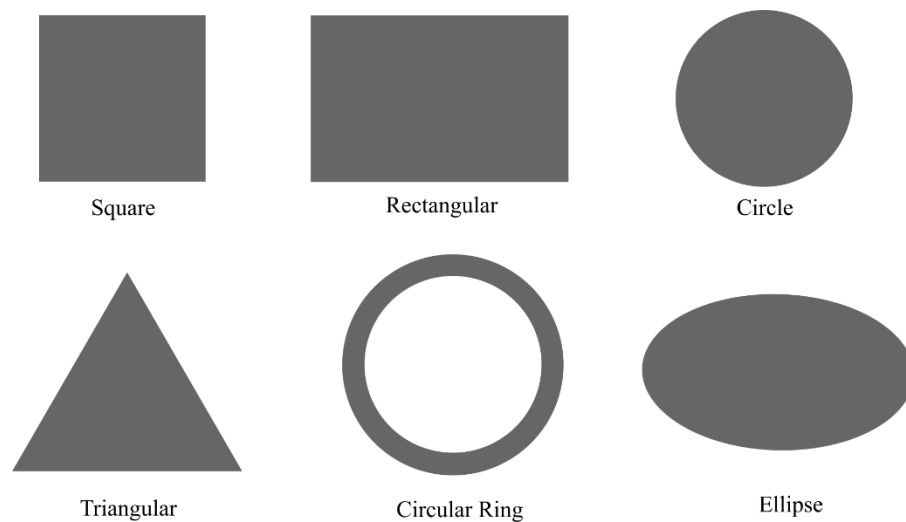 Square
Rectangular
Circle
Triangular
Circular Ring
Ellipse